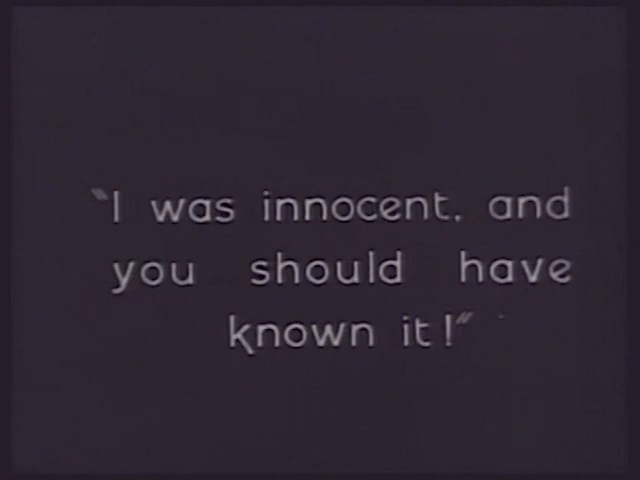 "I was innocent, and
you should have
known it!"